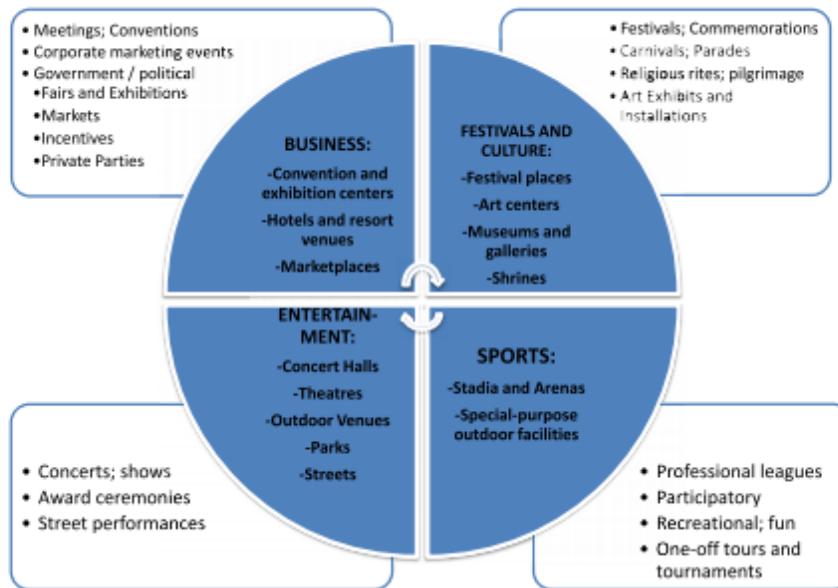 • Meetings; Conventions
• Corporate marketing events
• Government / political
•Fairs and Exhibitions
•Markets
•Incentives
•Private Parties
• Festivals; Commemorations
• Carnivals; Parades
• Religious rites; pilgrimage
• Art Exhibits and
Installations
BUSINESS:
-Convention and
exhibition centers
-Hotels and resort
venues
-Marketplaces
FESTIVALS AND
CULTURE:
-Festival places
-Art centers
-Museums and
galleries
-Shrines
ENTERTAIN-
MENT:
-Concert Halls
-Theatres
-Outdoor Venues
-Parks
-Streets
SPORTS:
-Stadia and Arenas
-Special-purpose
outdoor facilities
• Concerts; shows
• Award ceremonies
• Street performances
• Professional leagues
• Participatory
• Recreational; fun
• One-off tours and
tournaments